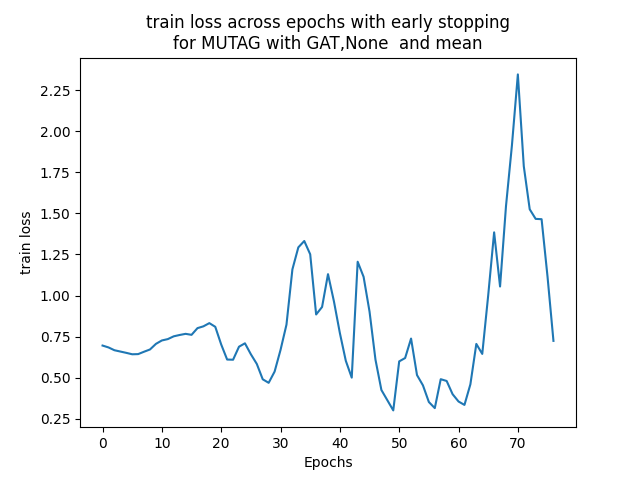 train loss across epochs with early stopping
for MUTAG with GAT,None  and mean
2.25
2.00
1.75
1.50
1.25
1.00
0.75
0.50
0.25
train loss
0 10 20 30 40 50 60 70
Epochs